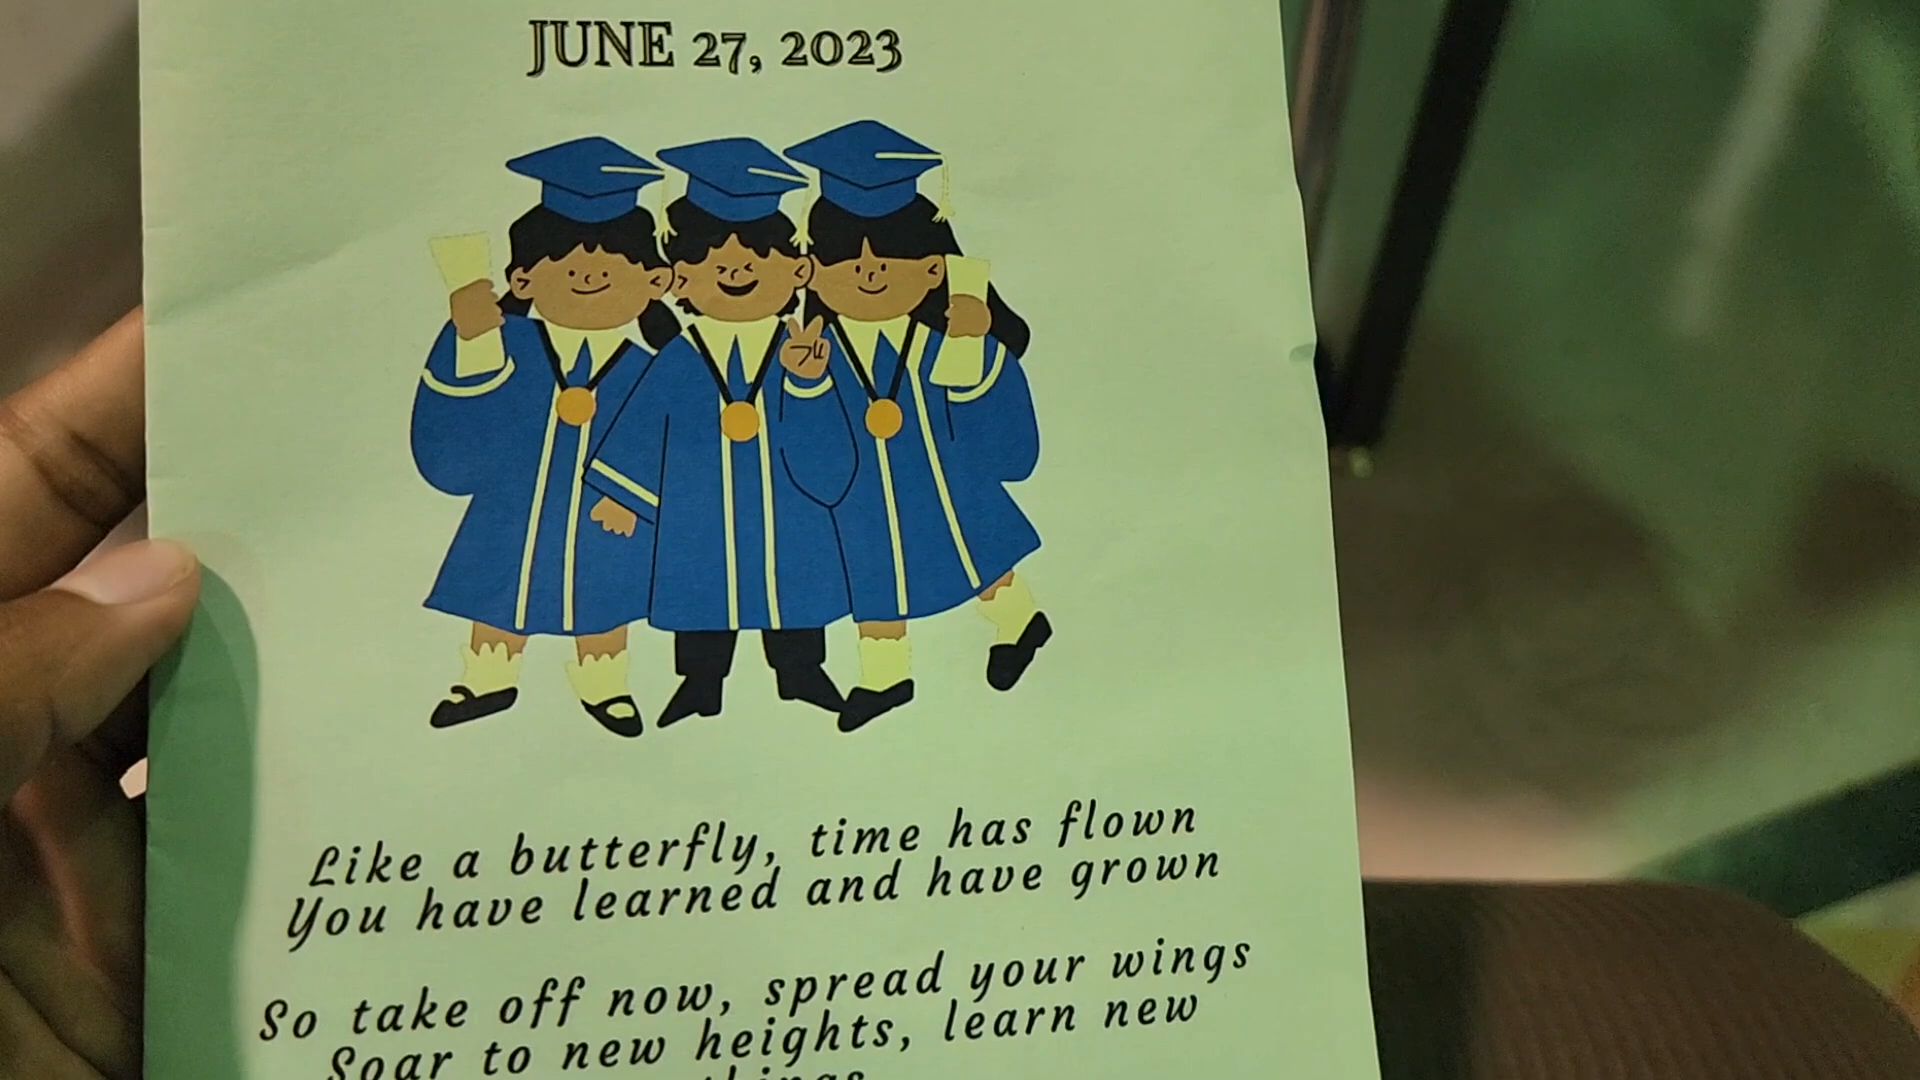 JUNE 27, 2023
Like a butterfly, time has flown
You have learned and have grown
So take off now, spread your wings
Soar to new heights, learn new
things